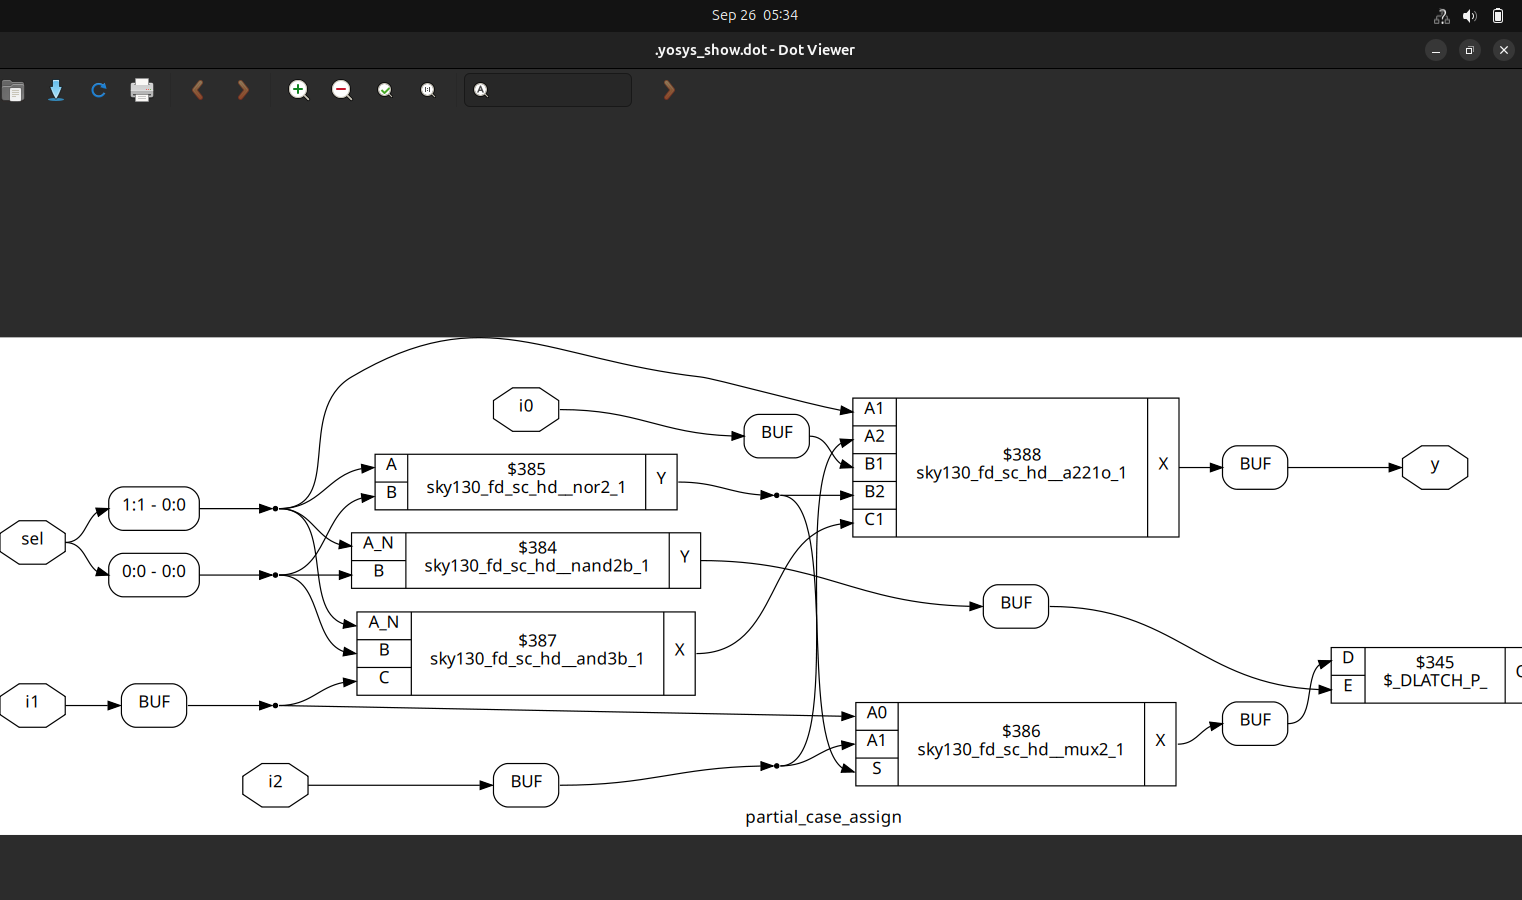 Sep 26 05:34
.yosys_show.dot - Dot Viewer
A
i0
BUF
A1
A2
B1
B2
C1
$388
sky130_fd_sc_hd__a221o_1
X
BUF
y
A
B
$385
sky130_fd_sc_hd__nor2_1
Y
sel
1:1 - 0:0
0:0 - 0:0
A_N
B
$384
sky130_fd_sc_hd__nand2b_1
Y
BUF
A_N
B
C
$387
sky130_fd_sc_hd__and3b_1
X
D
E
$345
$_DLATCH_P_
i1
BUF
A0
A1
S
$386
sky130_fd_sc_hd__mux2_1
X
BUF
i2
BUF
partial_case_assign